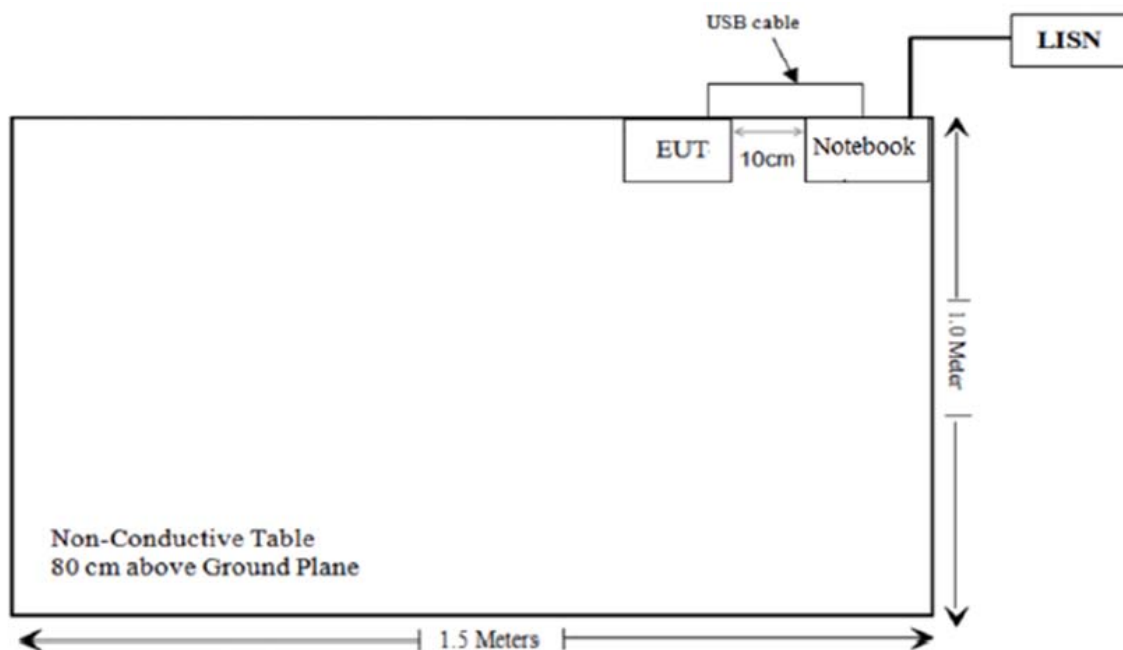 USB cable
LISN
EUT
10cm
Notebook
1.0 Meter
Non-Conductive Table
80 cm above Ground Plane
1.5 Meters